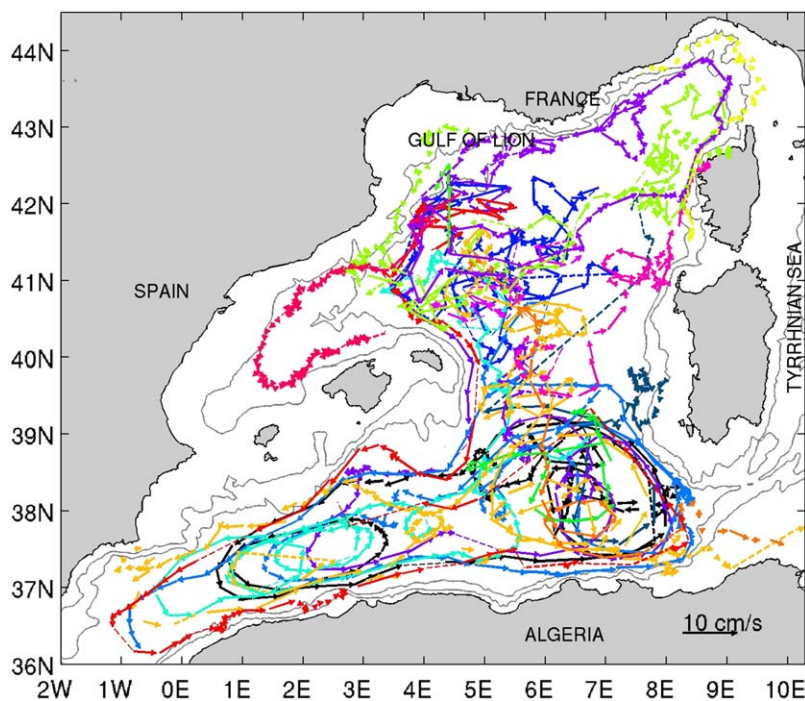 44N
43N
42N
41N
40N
39N
38N
37N
36N
FRANCE
GULF OF LION
SPAIN
TYRRHNIAN SEA
ALGERIA
10 cm/s
2W 1W 0E 1E 2E 3E 4E 5E 6E 7E 8E 9E 10E